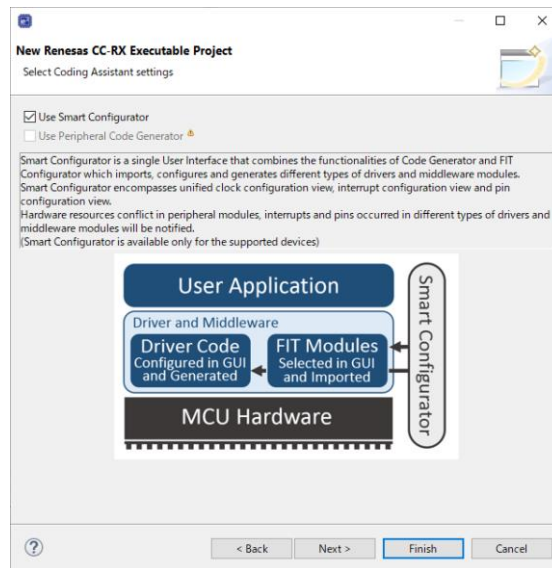 New Renesas CC-RX Executable Project
Select Coding Assistant settings
Use Smart Configurator
Use Peripheral Code Generator
Smart Configurator is a single User Interface that combines the functionalities of Code Generator and FIT
Configurator which imports, configures and generates different types of drivers and middleware modules.
Smart Configurator encompasses unified clock configuration view, interrupt configuration view and pin
configuration view.
Hardware resources conflict in peripheral modules, interrupts and pins occurred in different types of drivers and
middleware modules will be notified.
(Smart Configurator is available only for the supported devices)
User Application
Driver and Middleware
Driver Code
Configured in GUI
and Generated
FIT Modules
Selected in GUI
and Imported
MCU Hardware
Smart Configurator
?
< Back
Next >
Finish
Cancel